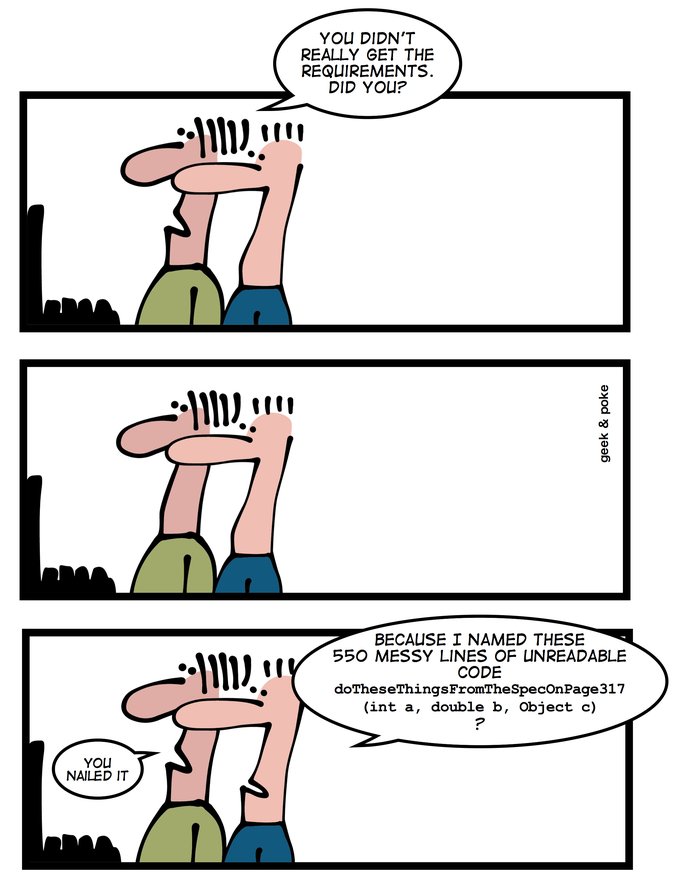 YOU DIDN'T
REALLY GET THE
REQUIREMENTS.
DID YOU?
geek & poke
BECAUSE I NAMED THESE
550 MESSY LINES OF UNREADABLE
CODE
doTheseThingsFromTheSpecOnPage317
(int a, double b, Object c)
?
YOU
NAILED IT